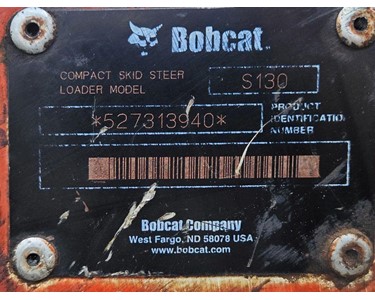 Bobcat
COMPACT SKID STEER
LOADER MODEL
S130
*527313940*
PRODUCT
IDENTIFICATION
NUMBER
Bobcat Company
West Fargo, ND 58078 USA
www.bobcat.com